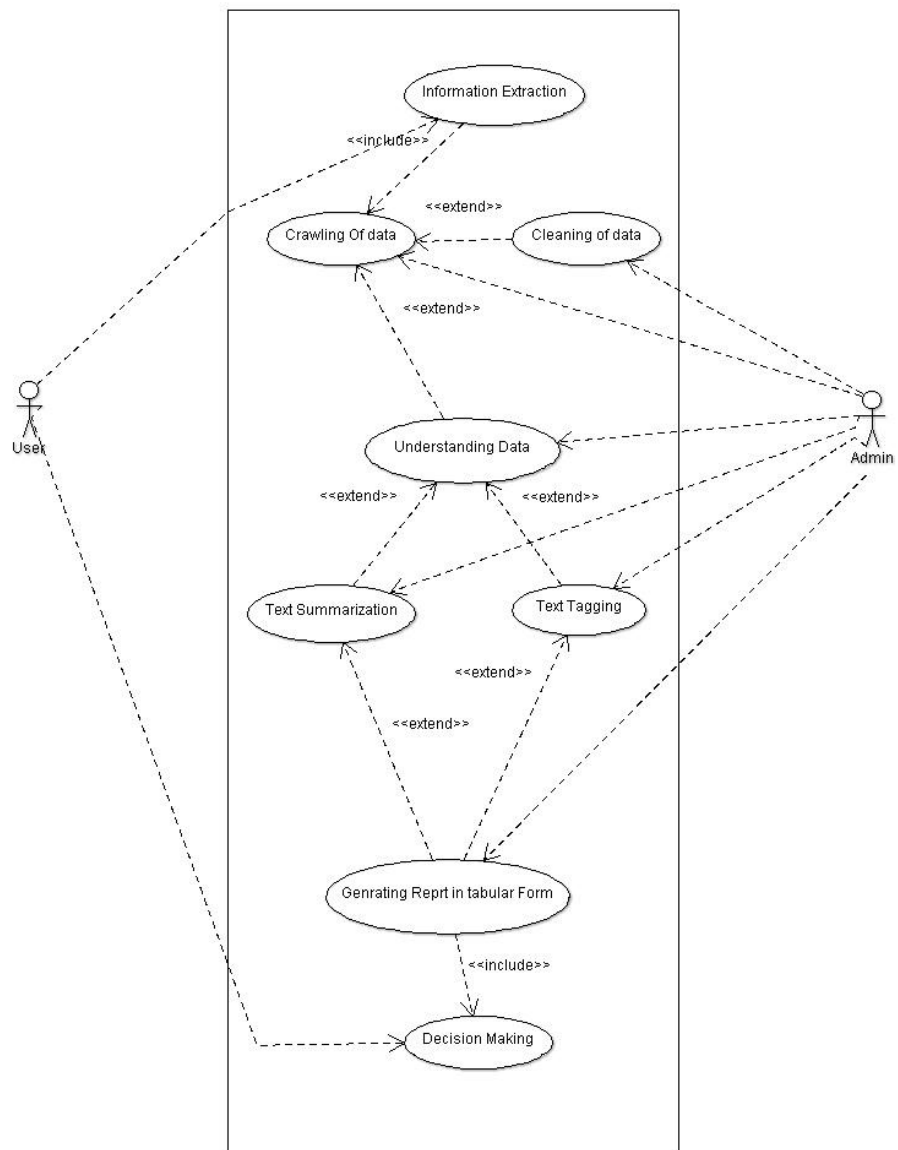 Information Extraction
<<include>>
<<extend>>
Crawling Of data
Cleaning of data
<<extend>>
User
Understanding Data
Admin
<<extend>>
<<extend>>
Text Summarization
Text Tagging
<<extend>>
<<extend>>
Genrating Reprt in tabular Form
<<include>>
Decision Making